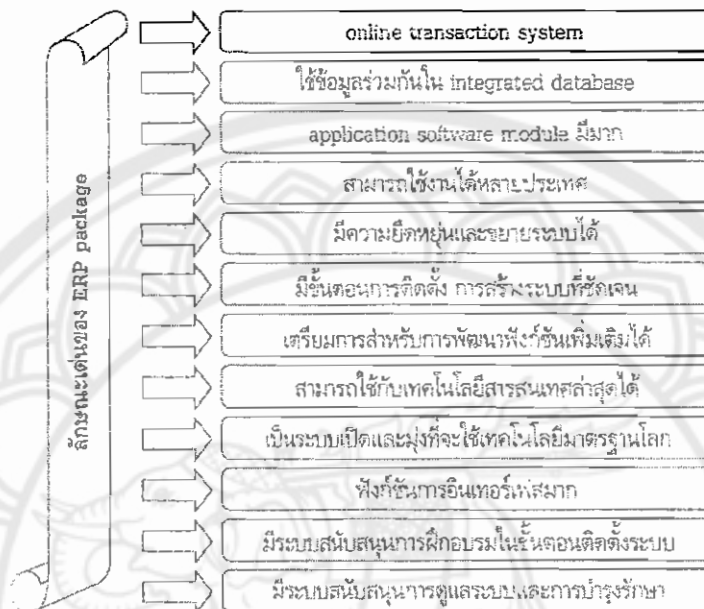 ลักษณะเด่นของ ERP package
online transaction system
ใช้ข้อมูลร่วมกันใน integrated database
application software module มีมาก
สามารถใช้งานได้หลายประเทศ
มีความยืดหยุ่นและขยายระบบได้
มีขั้นตอนการติดตั้ง การสร้างระบบที่ชัดเจน
เตรียมการสำหรับการพัฒนาฟังก์ชันเพิ่มเติมได้
สามารถใช้กับเทคโนโลยีสารสนเทศล่าสุดได้
เป็นระบบเปิดและมุ่งที่จะใช้เทคโนโลยีมาตรฐานโลก
ฟังก์ชันการอินเทอร์เฟสมาก
มีระบบสนับสนุนการฝึกอบรมในขั้นตอนติดตั้งระบบ
มีระบบสนับสนุนการดูแลระบบและการบำรุงรักษา